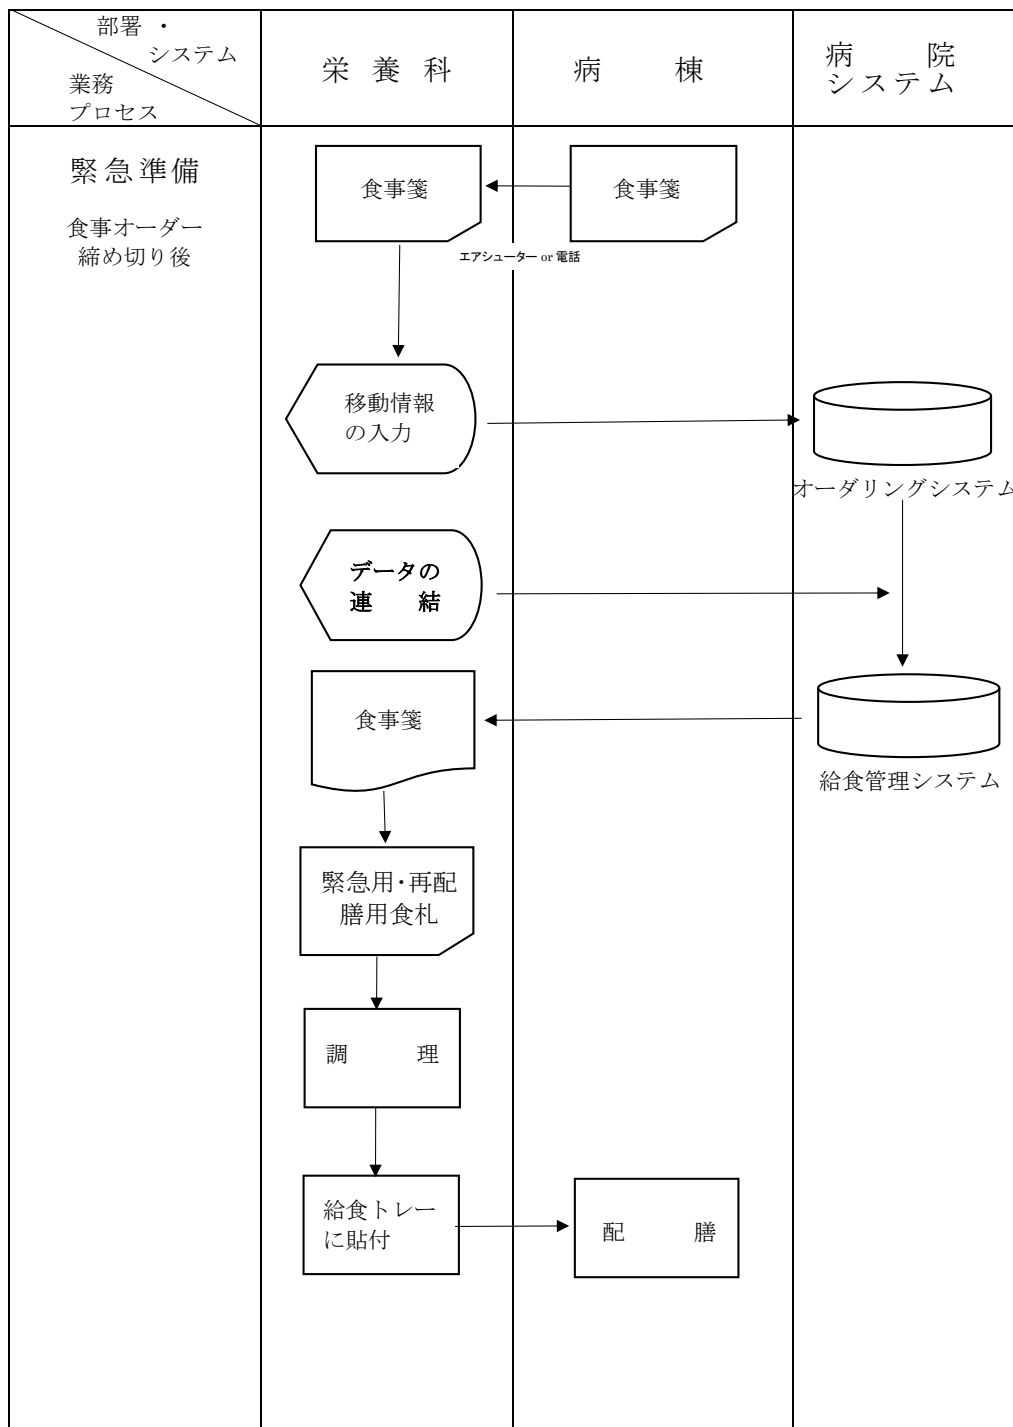 部署 ・
システム
業務
プロセス
栄養科
病棟
病院
システム
緊急準備
食事オーダー
締め切り後
食事箋
食事箋
エアシューター or 電話
移動情報
の入力
オーダリングシステム
データの
連結
食事箋
給食管理システム
緊急用・再配
膳用食札
調理
給食トレー
に貼付
配膳